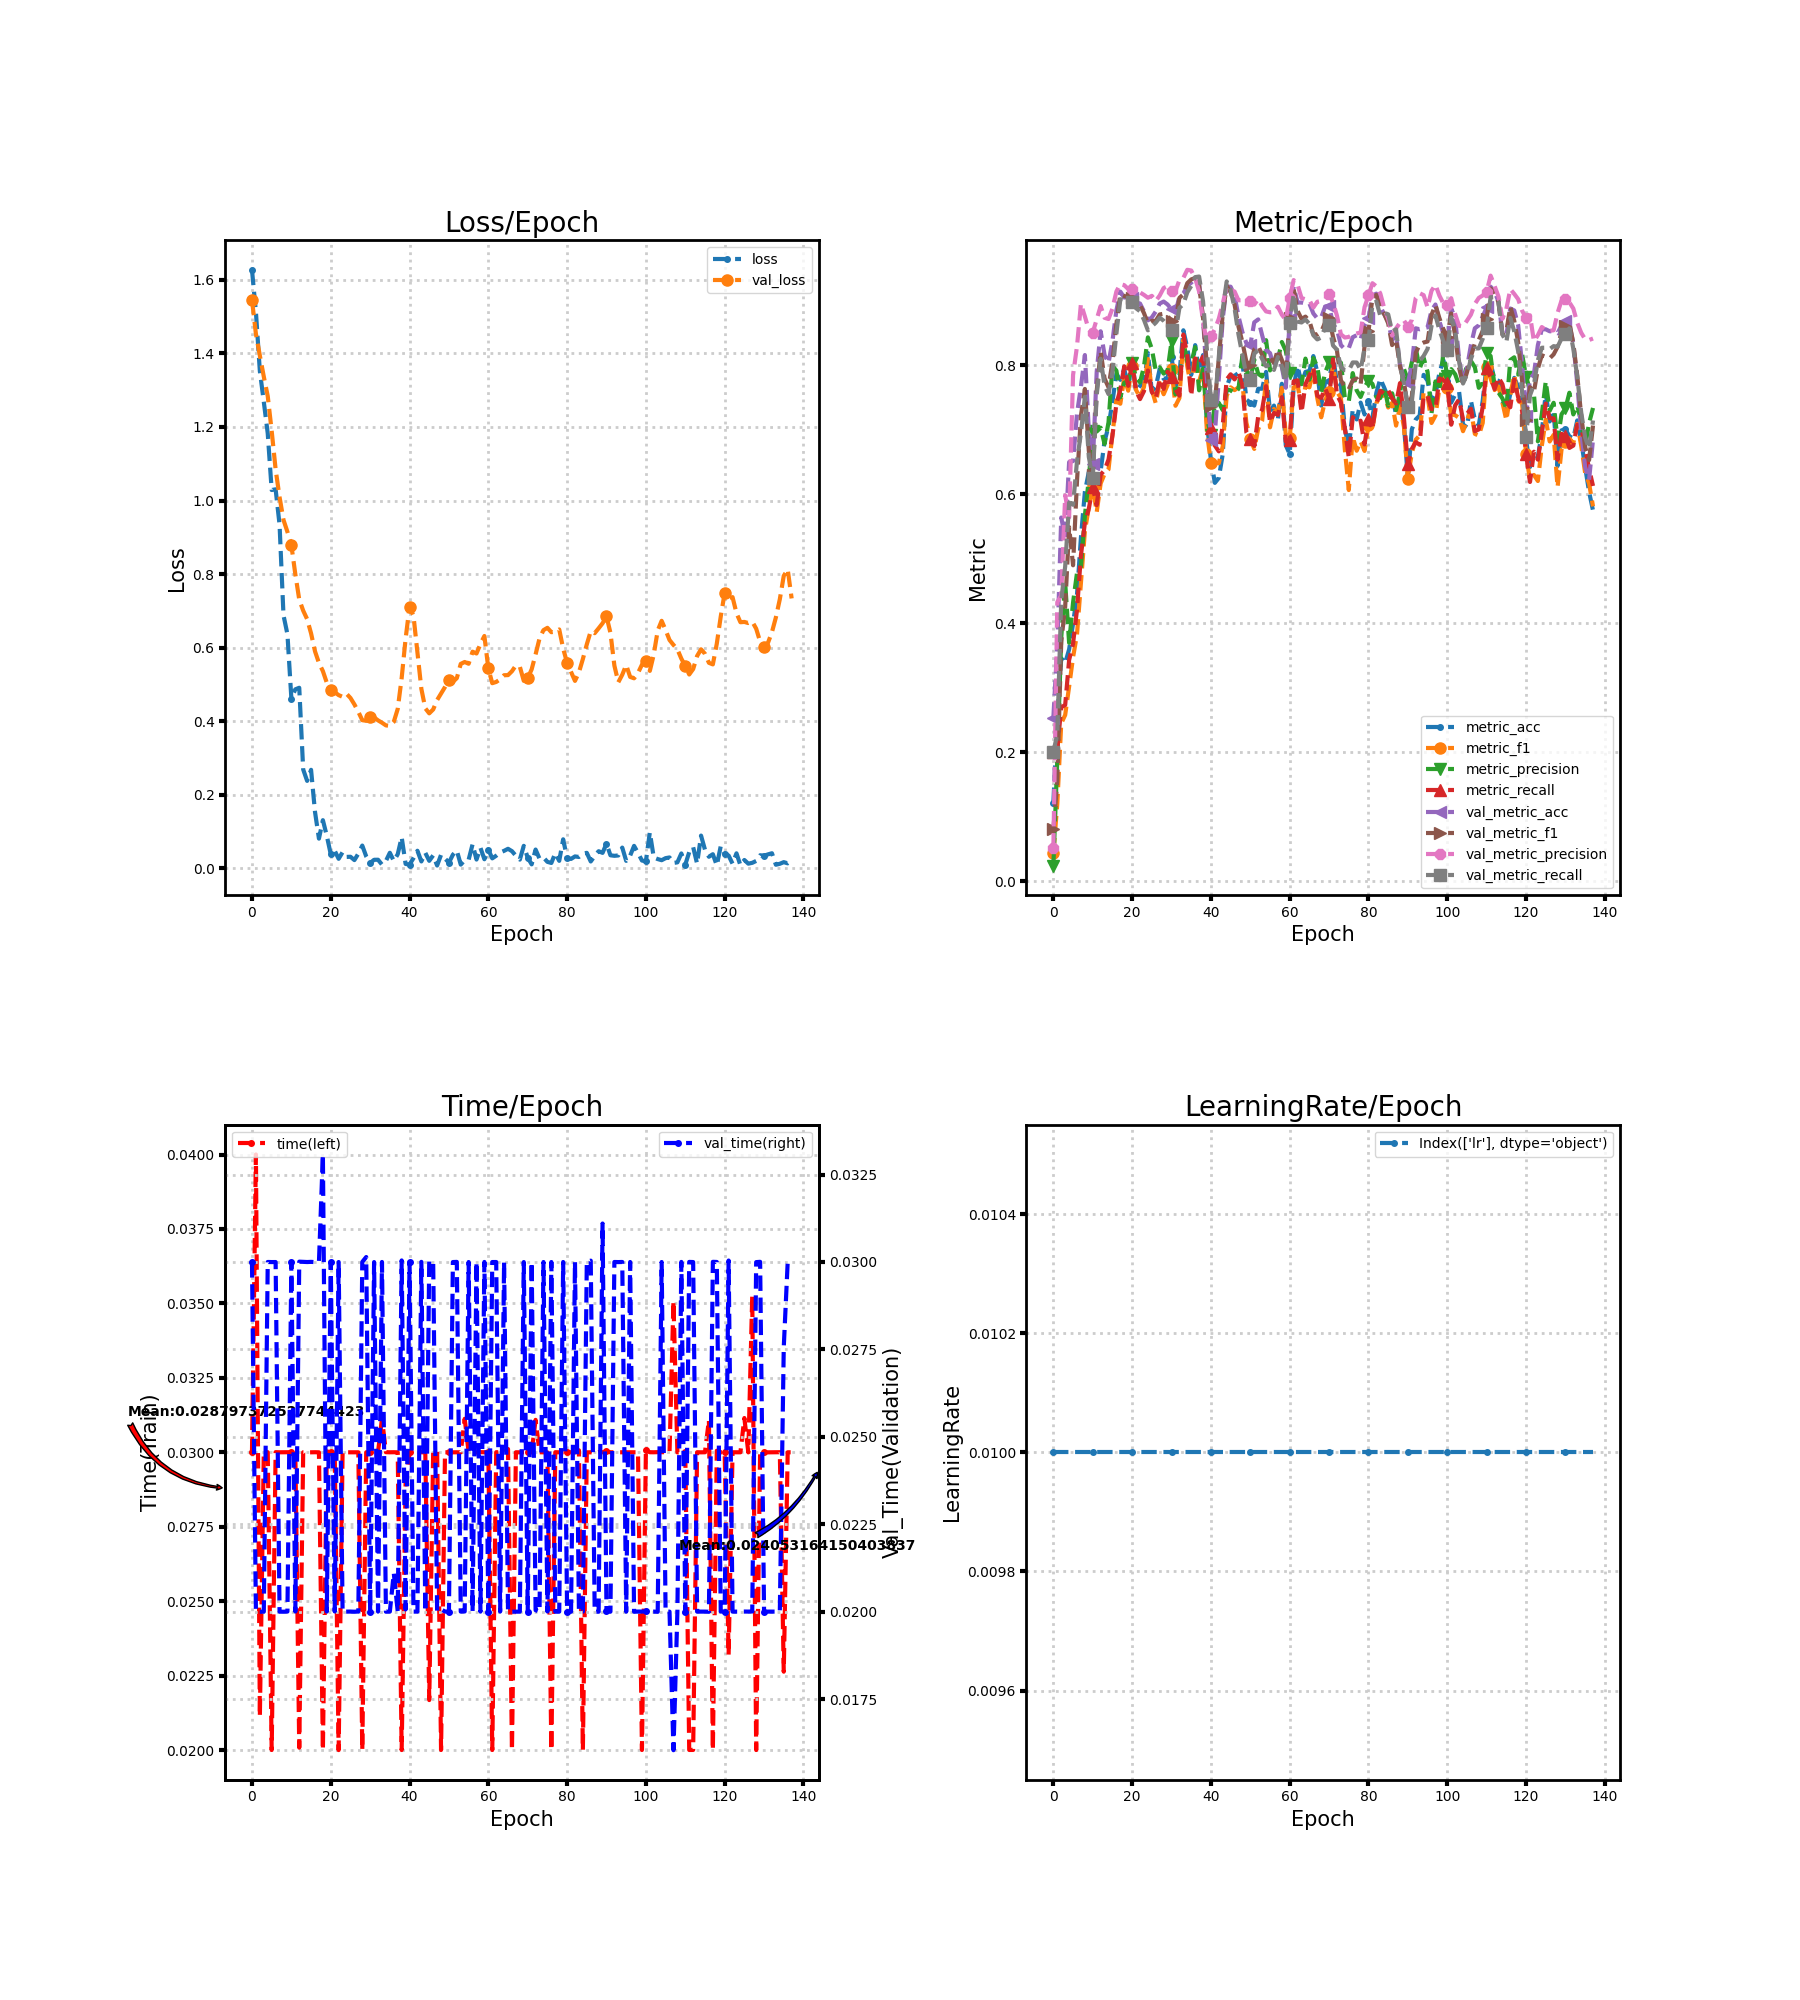 Loss/Epoch
loss
val_loss
1.6
1.4
1.2
1.0
0.8
0.6
0.4
0.2
0.0
Loss
0
20
40
60
80
100
120
140
Epoch
Metric/Epoch
0.8
0.6
0.4
0.2
0.0
Metric
metric_acc
metric_f1
metric_precision
metric_recall
val_metric_acc
val_metric_f1
val_metric_precision
val_metric_recall
0
20
40
60
80
100
120
140
Epoch
Time/Epoch
time(left)
val_time(right)
0.0400
0.0375
0.0350
0.0325
0.0300
0.0275
0.0250
0.0225
0.0200
Time(Train)
0.0325
0.0300
0.0275
0.0250
0.0225
0.0200
0.0175
Val_Time(Validation)
0
20
40
60
80
100
120
140
Epoch
LearningRate/Epoch
Index(['lr'], dtype='object')
0.0104
0.0102
0.0100
0.0098
0.0096
LearningRate
0
20
40
60
80
100
120
140
Epoch